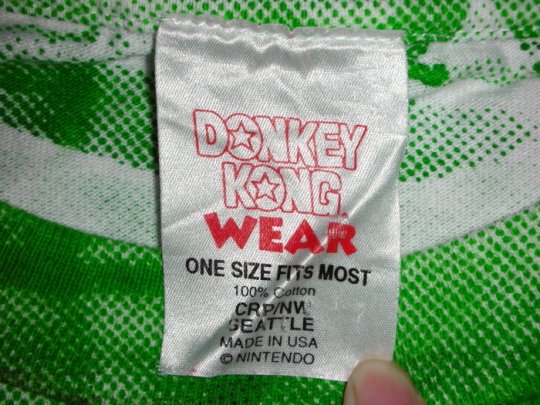 DONKEY
KONG
WEAR
ONE SIZE FITS MOST
100% Cotton
CRP/NW
SEATTLE
MADE IN USA
© NINTENDO